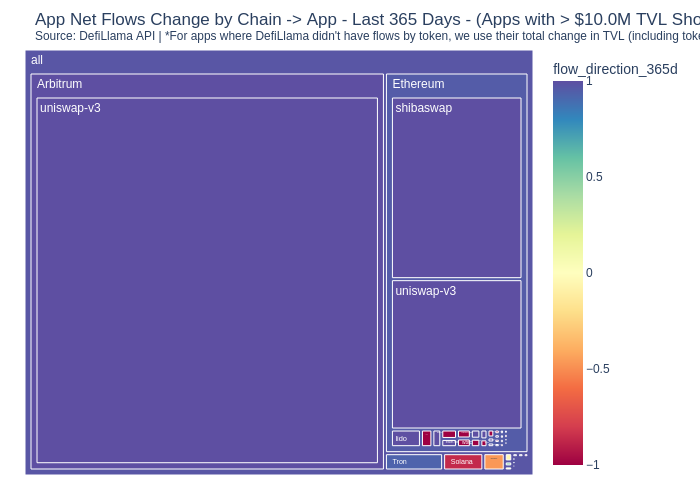 App Net Flows Change by Chain -> App - Last 365 Days - (Apps with > $10.0M TVL Sho
Source: DefiLlama API | *For apps where DefiLlama didn't have flows by token, we use their total change in TVL (including toke
all
Arbitrum
uniswap-v3
Ethereum
shibaswap
uniswap-v3
lido
Tron
Solana
flow_direction_365d
1
0.5
0
−0.5
−1